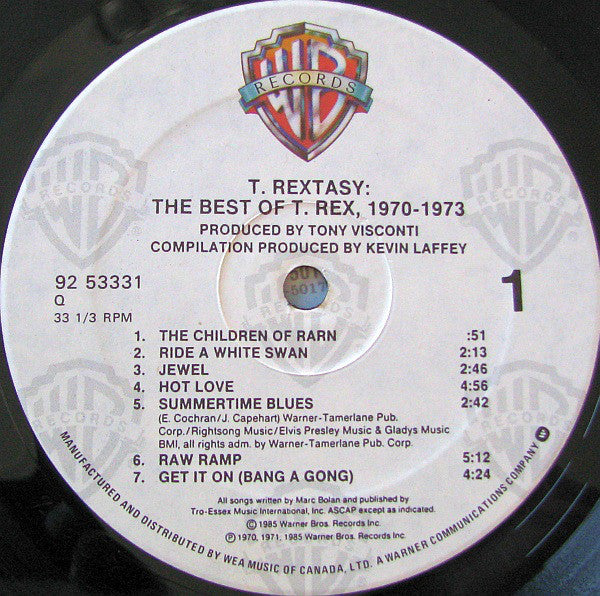 WB
RECORDS
T. REXTASY:
THE BEST OF T. REX, 1970-1973
PRODUCED BY TONY VISCONTI
COMPILATION PRODUCED BY KEVIN LAFFEY
92 53331
Q
33 1/3 RPM
1
1. THE CHILDREN OF RARN :51
2. RIDE A WHITE SWAN 2:13
3. JEWEL 2:46
4. HOT LOVE 4:56
5. SUMMERTIME BLUES 2:42
(E. Cochran/J. Capehart) Warner-Tamerlane Pub.
Corp./Rightsong Music/Elvis Presley Music & Gladys Music
BMI, all rights adm. by Warner-Tamerlane Pub. Corp.
6. RAW RAMP 5:12
7. GET IT ON (BANG A GONG) 4:24
All songs written by Marc Bolan and published by
Tro-Essex Music International, Inc. ASCAP except as indicated.
© 1985 Warner Bros. Records Inc.
℗ 1970, 1971, 1985 Warner Bros. Records Inc.
MANUFACTURED AND DISTRIBUTED BY WEA MUSIC OF CANADA, LTD. A WARNER COMMUNICATIONS COMPANY